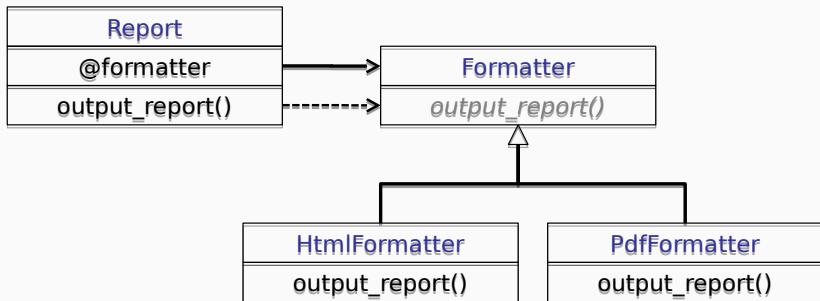 Report
@formatter
output_report()
Formatter
output_report()
HtmlFormatter
output_report()
PdfFormatter
output_report()